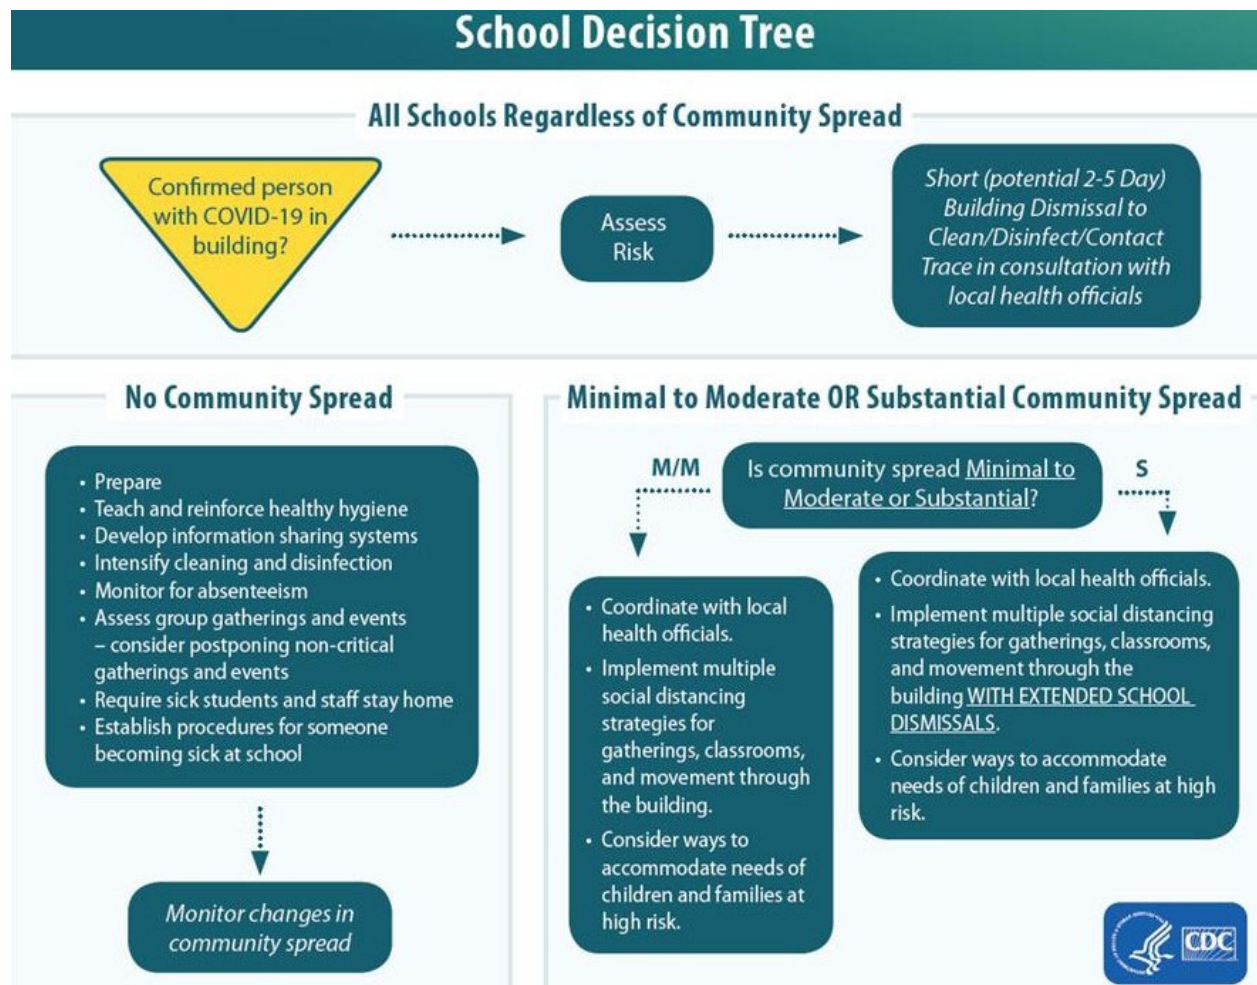 School Decision Tree
All Schools Regardless of Community Spread
Confirmed person
with COVID-19 in
building?
Assess
Risk
Short (potential 2-5 Day)
Building Dismissal to
Clean/Disinfect/Contact
Trace in consultation with
local health officials
No Community Spread
• Prepare
• Teach and reinforce healthy hygiene
• Develop information sharing systems
• Intensify cleaning and disinfection
• Monitor for absenteeism
• Assess group gatherings and events
– consider postponing non-critical
gatherings and events
• Require sick students and staff stay home
• Establish procedures for someone
becoming sick at school
Monitor changes in
community spread
Minimal to Moderate OR Substantial Community Spread
Is community spread Minimal to
Moderate or Substantial?
M/M
S
• Coordinate with local
health officials.
• Implement multiple
social distancing
strategies for
gatherings, classrooms,
and movement through
the building.
• Consider ways to
accommodate needs of
children and families at
high risk.
• Coordinate with local health officials.
• Implement multiple social distancing
strategies for gatherings, classrooms,
and movement through the
building WITH EXTENDED SCHOOL
DISMISSALS.
• Consider ways to accommodate
needs of children and families at high
risk.
CDC